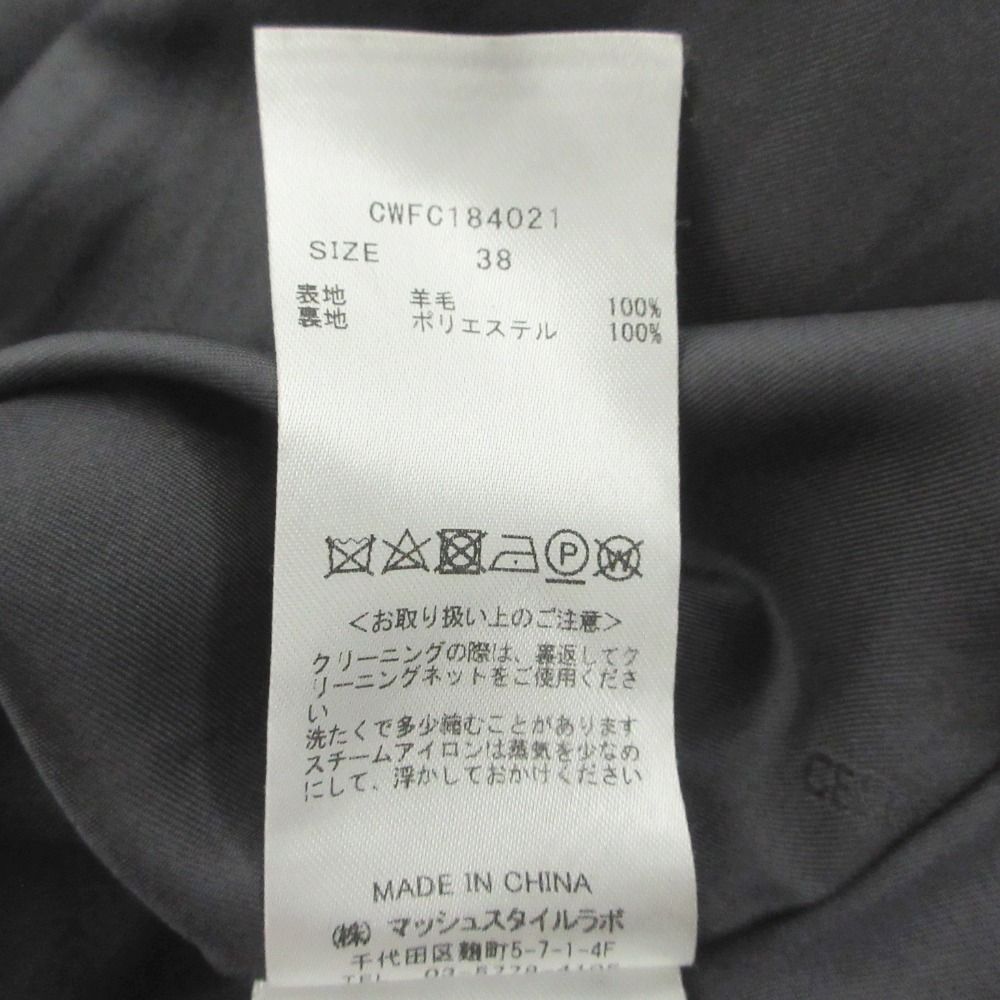 CWFC184021
SIZE 38
表地 羊毛 100%
裏地 ポリエステル 100%
P
W
<お取り扱い上のご注意>
クリーニングの際は、裏返してク
リーニングネットをご使用くださ
い
洗たくで多少縮むことがあります
スチームアイロンは蒸気を少なめ
にして、浮かしておかけください
MADE IN CHINA
(株)マッシュスタイルラボ
千代田区麹町5-7-1-4F
TEL
CE